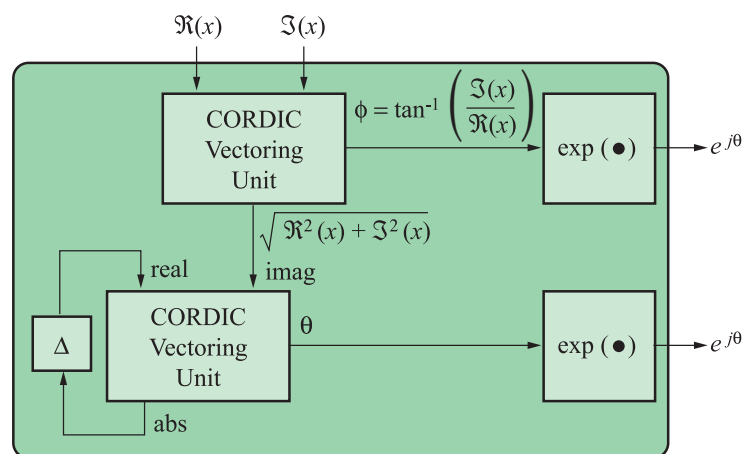 ℜ(x) ℑ(x)
CORDIC
Vectoring
Unit
ϕ = tan⁻¹ (ℑ(x) / ℜ(x))
exp (●)
e^{jθ}
√(ℜ²(x) + ℑ²(x))
real
imag
CORDIC
Vectoring
Unit
θ
exp (●)
e^{jθ}
Δ
abs